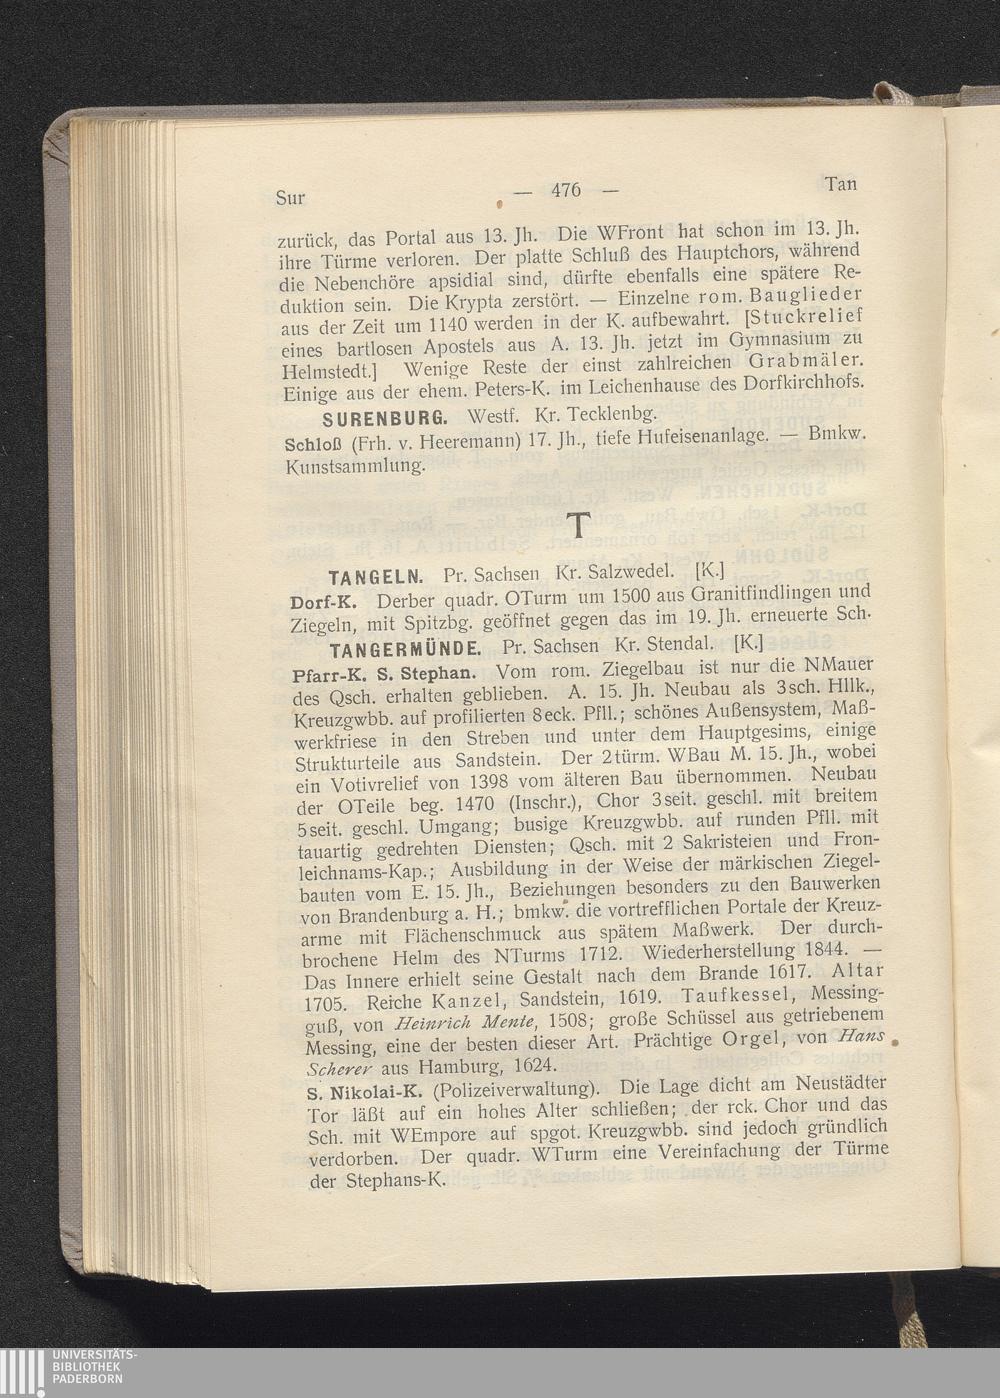 Sur — 476 — Tan
zurück, das Portal aus 13. Jh. Die WFront hat schon im 13. Jh.
ihre Türme verloren. Der platte Schluß des Hauptchors, während
die Nebenchöre apsidial sind, dürfte ebenfalls eine spätere Re-
duktion sein. Die Krypta zerstört. — Einzelne rom. Bauglieder
aus der Zeit um 1140 werden in der K. aufbewahrt. [Stuckrelief
eines bartlosen Apostels aus A. 13. Jh. jetzt im Gymnasium zu
Helmstedt.] Wenige Reste der einst zahlreichen Grabmäler.
Einige aus der ehem. Peters-K. im Leichenhause des Dorfkirchhofs.
SURENBURG. Westf. Kr. Tecklenbg.
Schloß (Frh. v. Heeremann) 17. Jh., tiefe Hufeisenanlage. — Bmkw.
Kunstsammlung.
T
TANGELN. Pr. Sachsen Kr. Salzwedel. [K.]
Dorf-K. Derber quadr. OTurm um 1500 aus Granitfindlingen und
Ziegeln, mit Spitzbg. geöffnet gegen das im 19. Jh. erneuerte Sch.
TANGERMÜNDE. Pr. Sachsen Kr. Stendal. [K.]
Pfarr-K. S. Stephan. Vom rom. Ziegelbau ist nur die NMauer
des Qsch. erhalten geblieben. A. 15. Jh. Neubau als 3sch. Hllk.,
Kreuzgwbb. auf profilierten 8eck. Pfll.; schönes Außensystem, Maß-
werkfriese in den Streben und unter dem Hauptgesims, einige
Strukturteile aus Sandstein. Der 2türm. WBau M. 15. Jh., wobei
ein Votivrelief von 1398 vom älteren Bau übernommen. Neubau
der OTeile beg. 1470 (Inschr.), Chor 3seit. geschl. mit breitem
5seit. geschl. Umgang; busige Kreuzgwbb. auf runden Pfll. mit
tauartig gedrehten Diensten; Qsch. mit 2 Sakristeien und Fron-
leichnams-Kap.; Ausbildung in der Weise der märkischen Ziegel-
bauten vom E. 15. Jh., Beziehungen besonders zu den Bauwerken
von Brandenburg a. H.; bmkw. die vortrefflichen Portale der Kreuz-
arme mit Flächenschmuck aus spätem Maßwerk. Der durch-
brochene Helm des NTurms 1712. Wiederherstellung 1844. —
Das Innere erhielt seine Gestalt nach dem Brande 1617. Altar
1705. Reiche Kanzel, Sandstein, 1619. Taufkessel, Messing-
guß, von Heinrich Mente, 1508; große Schüssel aus getriebenem
Messing, eine der besten dieser Art. Prächtige Orgel, von Hans
Scherer aus Hamburg, 1624.
S. Nikolai-K. (Polizeiverwaltung). Die Lage dicht am Neustädter
Tor läßt auf ein hohes Alter schließen; der rck. Chor und das
Sch. mit WEmpore auf spgot. Kreuzgwbb. sind jedoch gründlich
verdorben. Der quadr. WTurm eine Vereinfachung der Türme
der Stephans-K.
UNIVERSITÄTS-
BIBLIOTHEK
PADERBORN